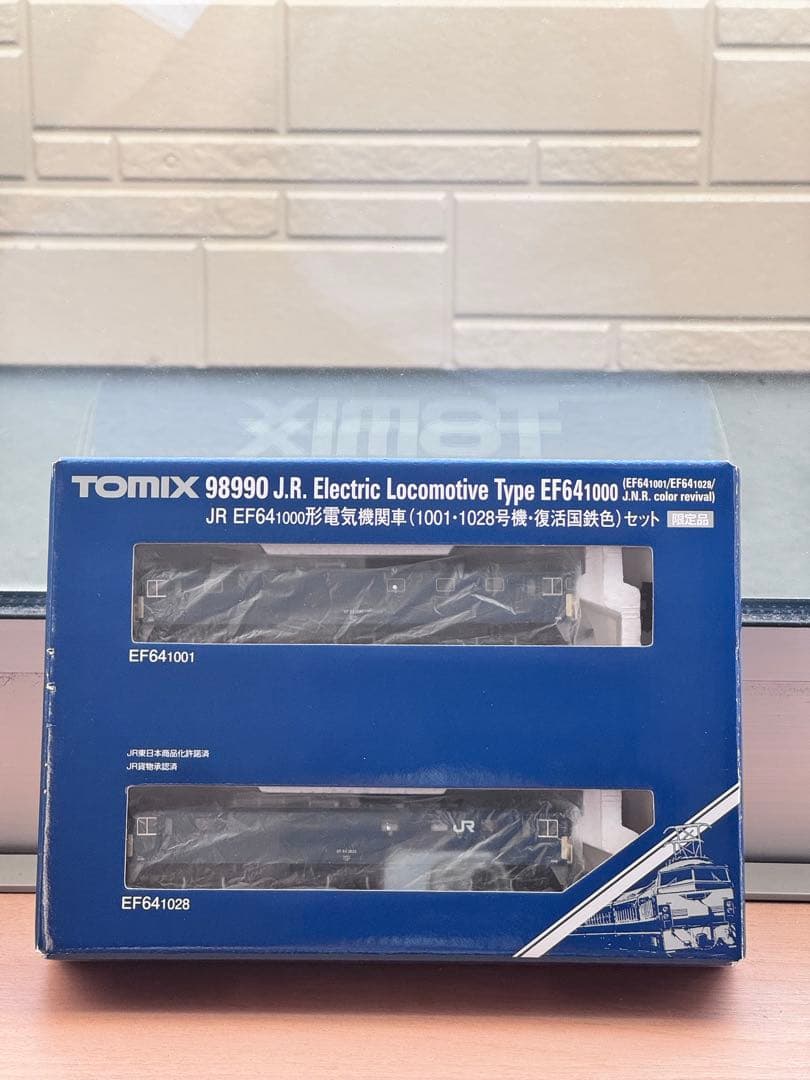 TOMIX 98990 J.R. Electric Locomotive Type EF641000 (EF641001/EF641028/
J.N.R. color revival)
JR EF641000形電気機関車(1001・1028号機・復活国鉄色)セット 限定品
EF641001
JR東日本商品化許諾済
JR貨物承認済
JR
EF641028